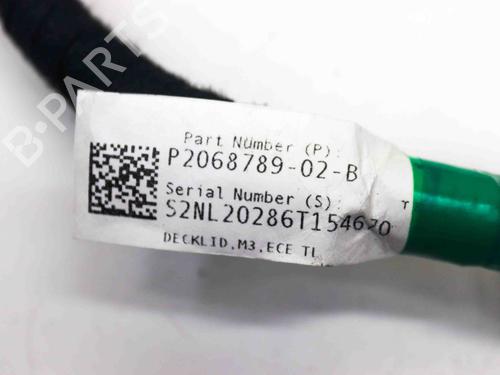 B-PARTS
Part Number (P):
P2068789-02-B
Serial Number (S):
S2NL20286T154620
DECKLID,M3,ECE TL
T